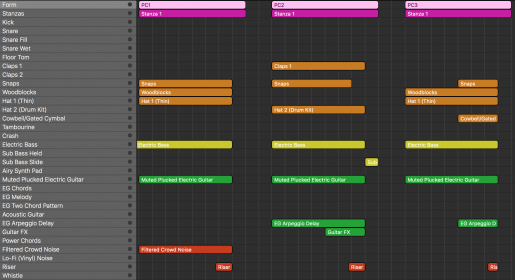 Form PC1 PC2 PC3
Stanzas Stanza 1 Stanza 1 Stanza 1
Kick
Snare
Snare Fill
Snare Wet
Floor Tom
Claps 1 Claps 1
Claps 2
Snaps Snaps Snaps Snaps
Woodblocks Woodblocks Woodblocks
Hat 1 (Thin) Hat 1 (Thin) Hat 1 (Thin)
Hat 2 (Drum Kit) Hat 2 (Drum Kit)
Cowbell/Gated Cymbal Cowbell/Gated
Tambourine
Crash
Electric Bass Electric Bass Electric Bass Electric Bass
Sub Bass Held
Sub Bass Slide Sub
Airy Synth Pad
Muted Plucked Electric Guitar Muted Plucked Electric Guitar Muted Plucked Electric Guitar Muted Plucked Electric Guitar
EG Chords
EG Melody
EG Two Chord Pattern
Acoustic Guitar
EG Arpeggio Delay EG Arpeggio Delay EG Arpeggio D
Guitar FX Guitar FX
Power Chords
Filtered Crowd Noise Filtered Crowd Noise
Lo-Fi (Vinyl) Noise
Riser Riser Riser Ris
Whistle